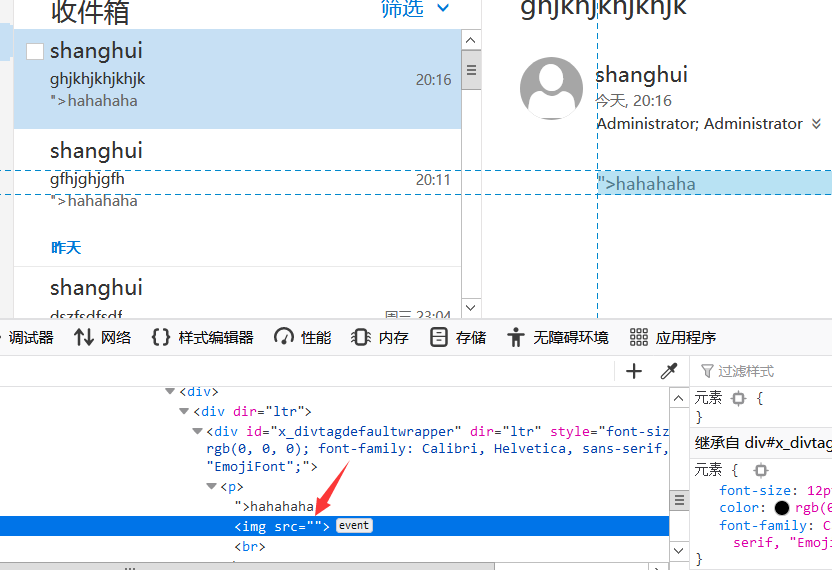 收件箱
筛选
shanghui
ghjkhjkhjkhjk
20:16
">hahahaha
shanghui
gfhjghjgfh
20:11
">hahahaha
昨天
shanghui
dszfsdfsdf
周三 23:04
ghjkhjkhjkhjk
shanghui
今天, 20:16
Administrator; Administrator
">hahahaha
调试器
网络
{} 样式编辑器
性能
内存
存储
无障碍环境
应用程序
+
过滤样式
<div>
<div dir="ltr">
<div id="x_divtagdefaultwrapper" dir="ltr" style="font-siz
rgb(0, 0, 0); font-family: Calibri, Helvetica, sans-serif,
"EmojiFont";">
<p>
">hahahaha
<img src=""> event
<br>
元素 {
}
继承自 div#x_divtag
元素 {
font-size: 12p
color: rgb(0
font-family: C
serif, "Emoji
}